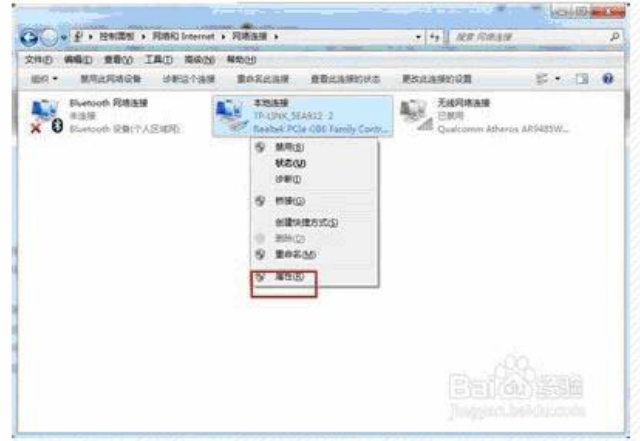 控制面板 ▸ 网络和 Internet ▸ 网络连接 ▸
搜索 网络连接
文件(F) 编辑(E) 查看(V) 工具(T) 高级(N) 帮助(H)
组织 禁用此网络设备 诊断这个连接 重命名此连接 查看此连接的状态 更改此连接的设置
Bluetooth 网络连接
未连接
Bluetooth 设备(个人区域网)
本地连接
TP-LINK_5EA922 2
Realtek PCIe GBE Family Contr...
无线网络连接
已禁用
Qualcomm Atheros AR9485W...
禁用(B)
状态(U)
诊断(I)
桥接(G)
创建快捷方式(S)
删除(D)
重命名(M)
属性(R)
Baidu 经验
jingyan.baidu.com